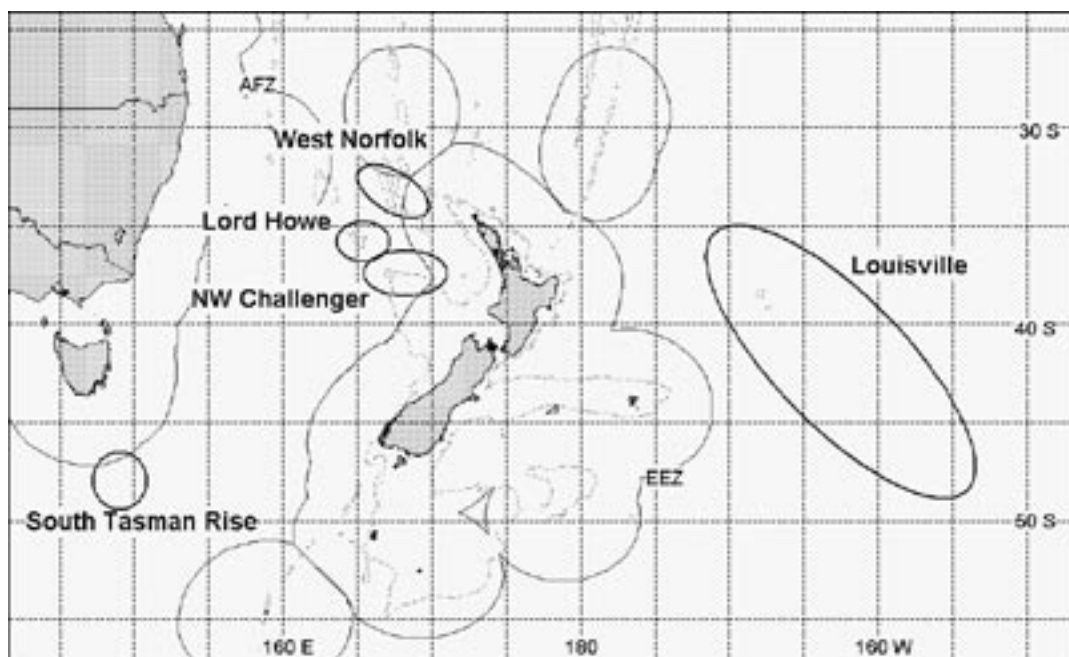 AFZ
30 S
West Norfolk
Lord Howe
Louisville
NW Challenger
40 S
EEZ
South Tasman Rise
50 S
160 E
180
160 W